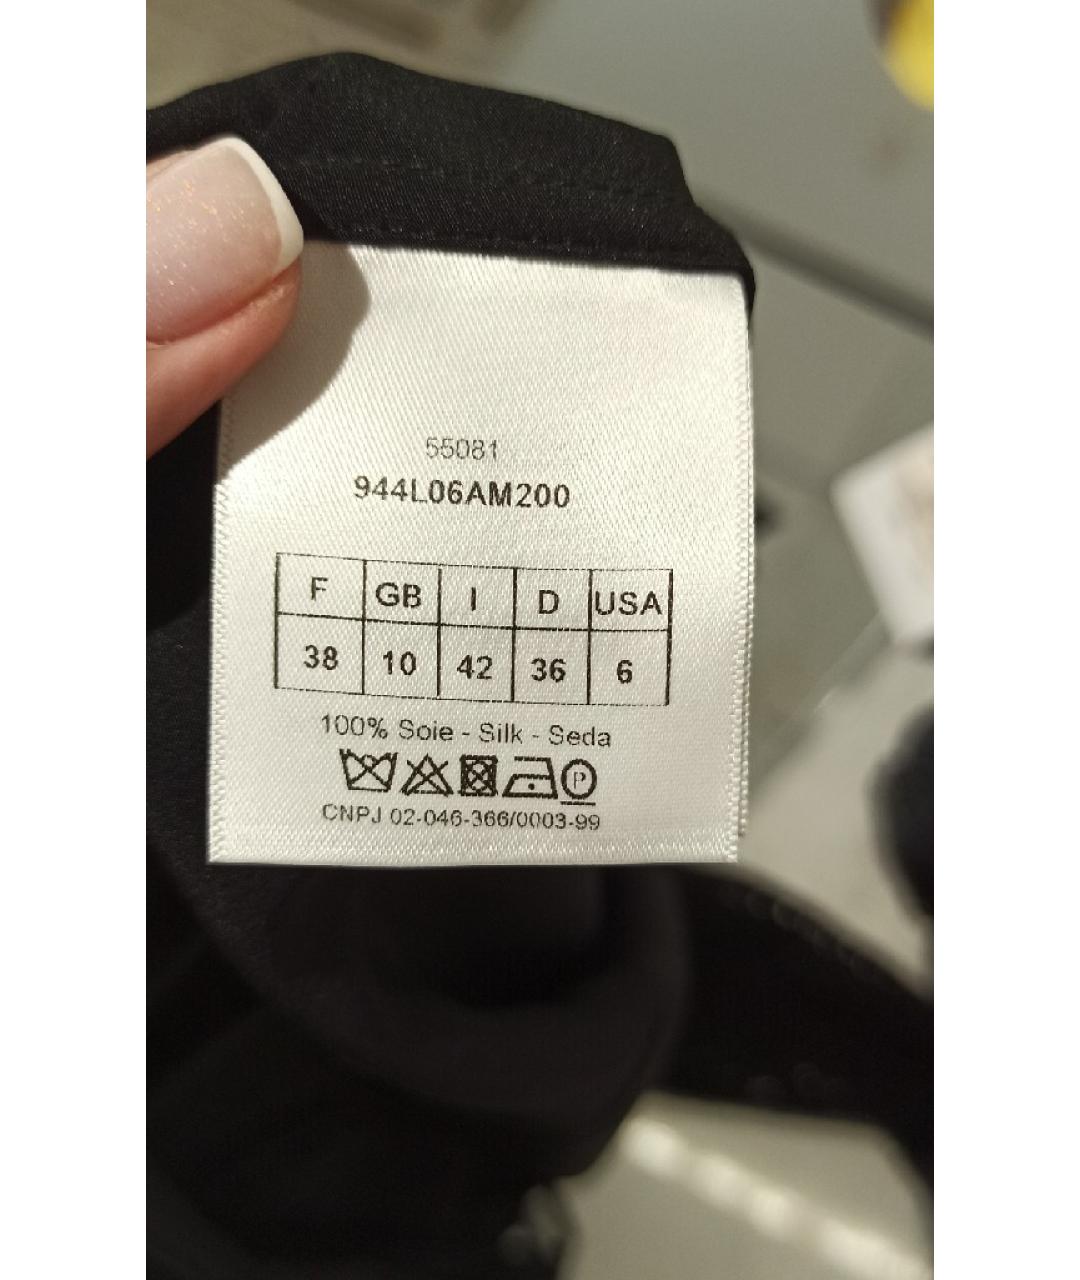 55081
944L06AM200
F GB I D USA
38 10 42 36 6
100% Soie - Silk - Seda
P
CNPJ 02-046-366/0003-99